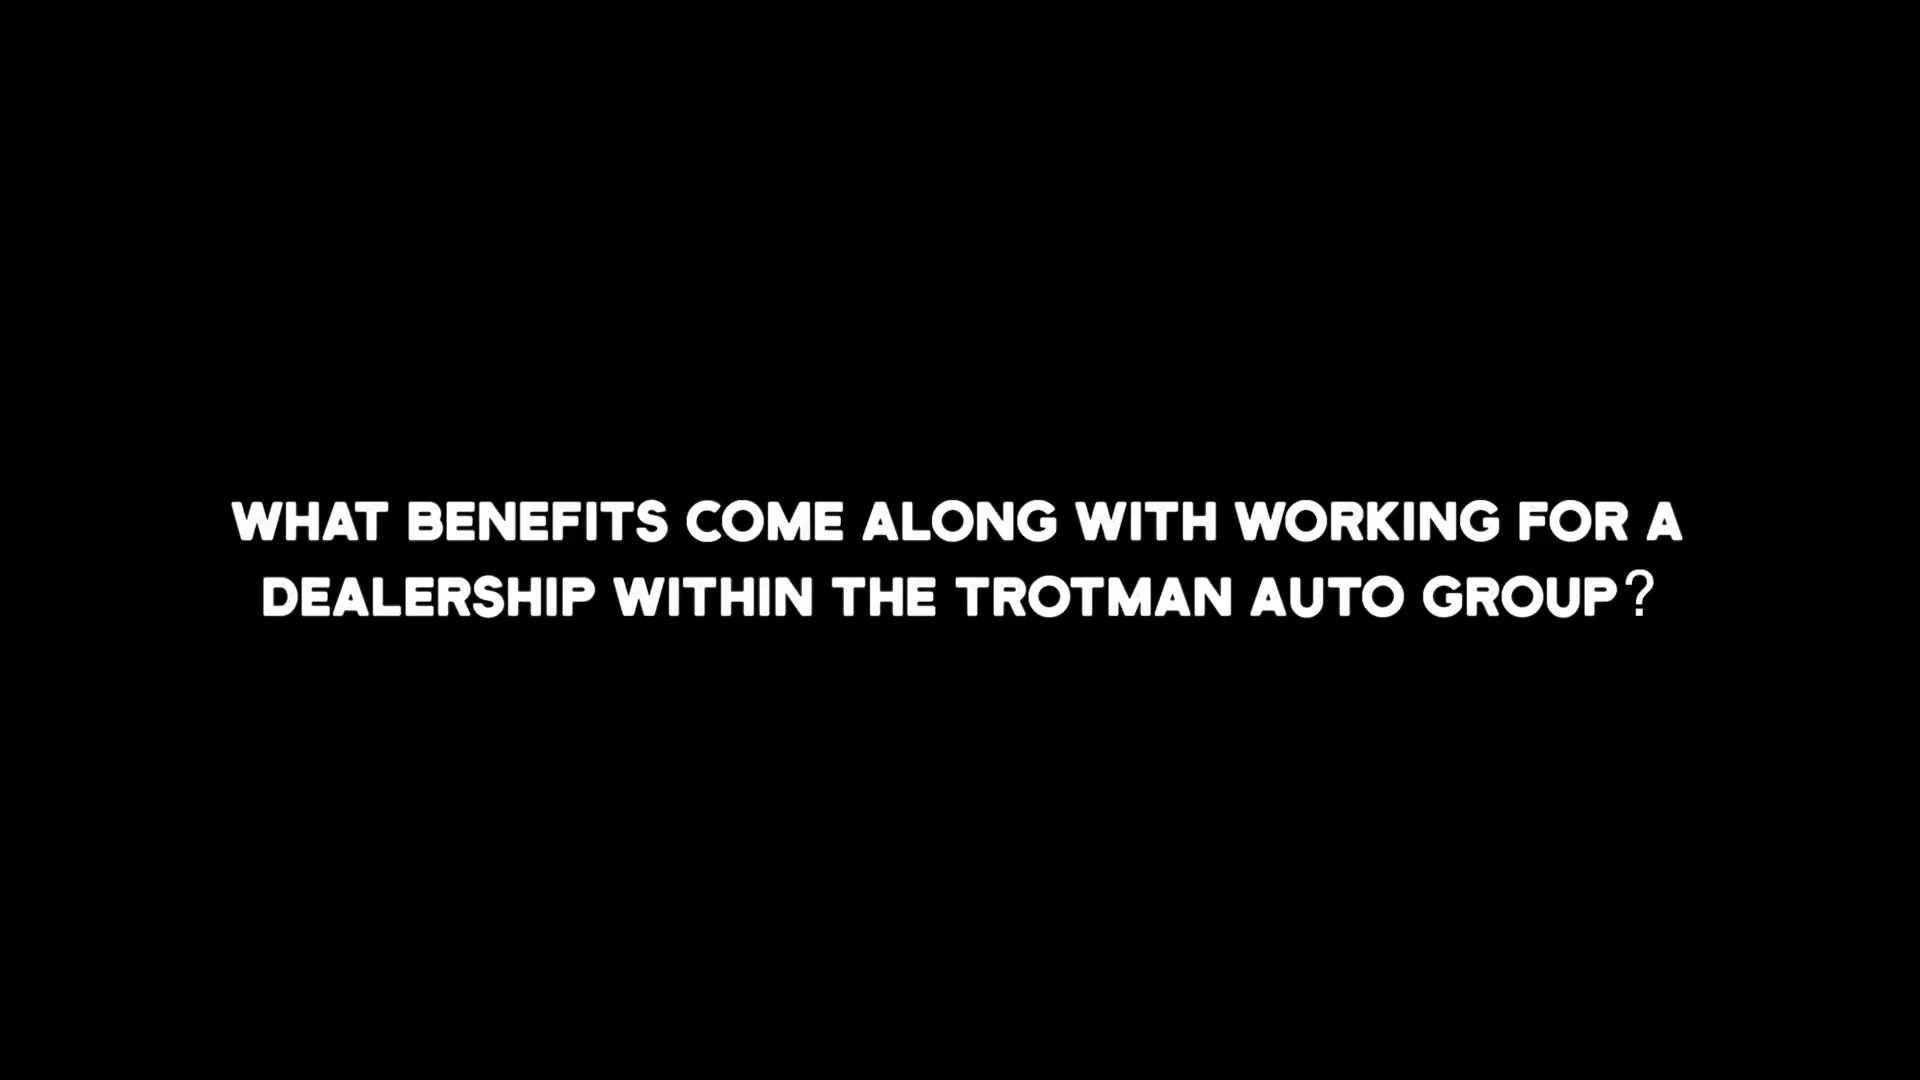 WHAT BENEFITS COME ALONG WITH WORKING FOR A
DEALERSHIP WITHIN THE TROTMAN AUTO GROUP?